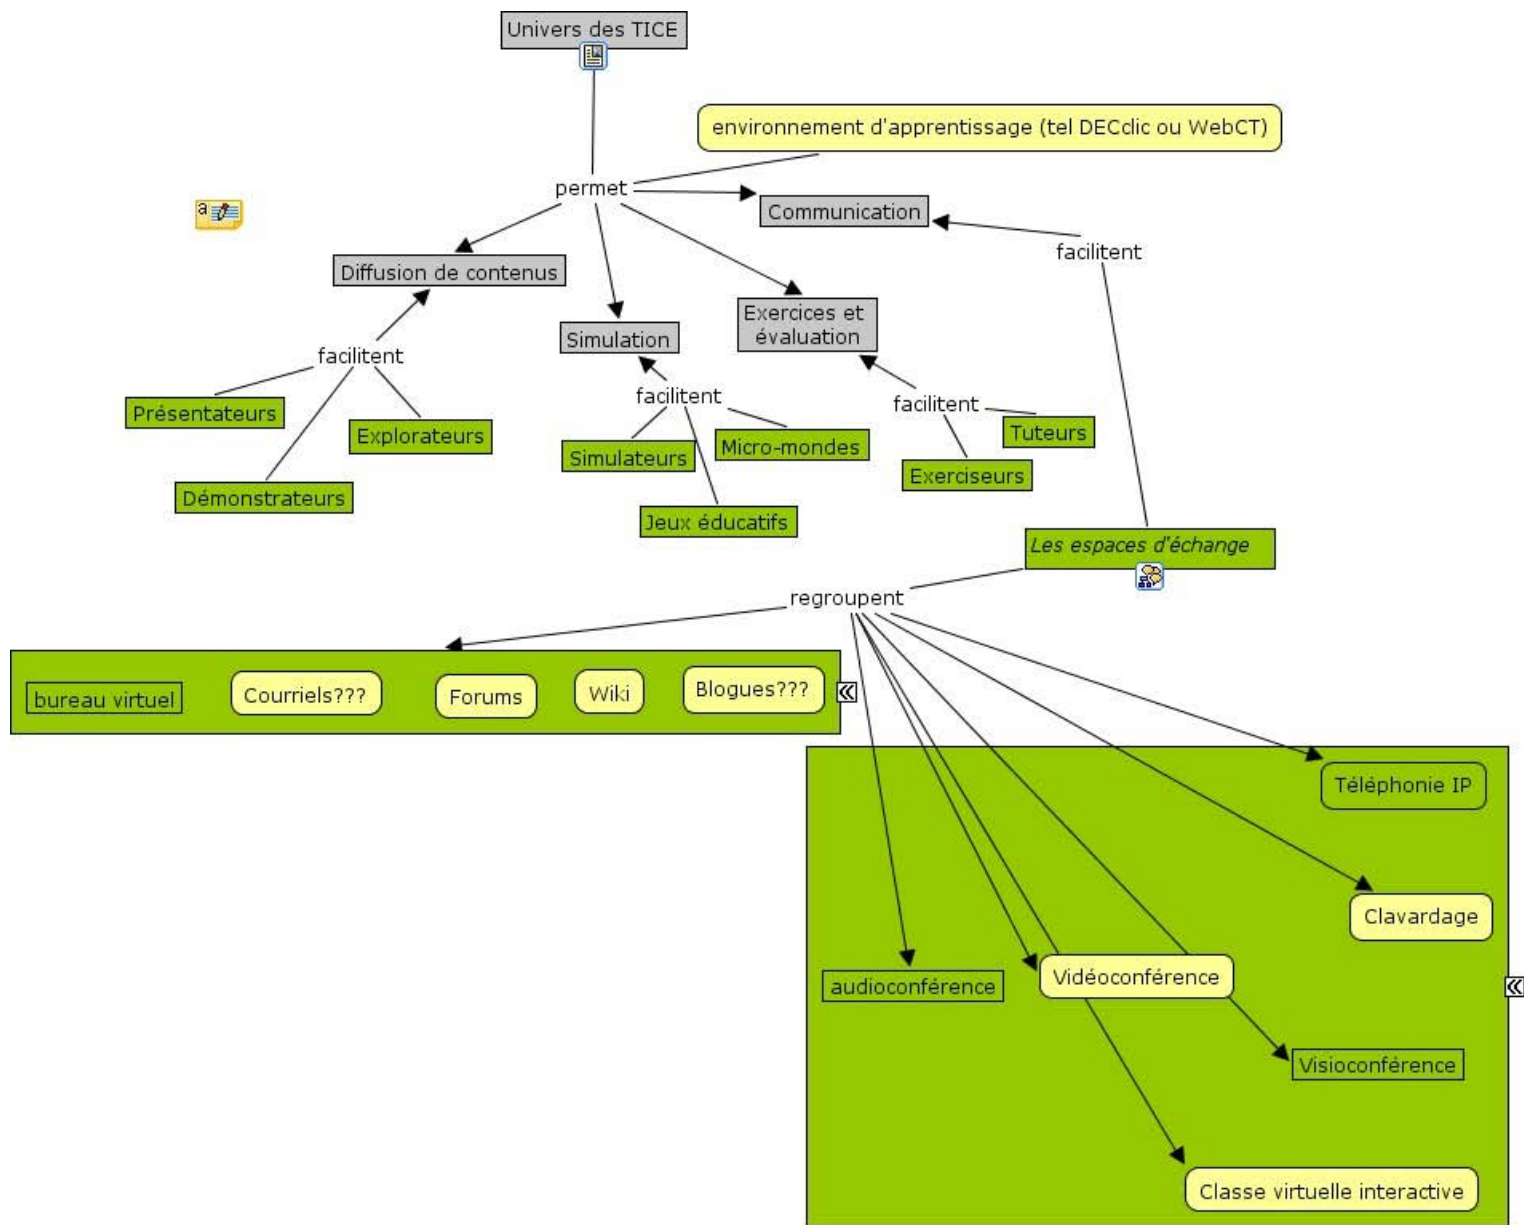 Univers des TICE
environnement d'apprentissage (tel DECclic ou WebCT)
permet
a
Communication
facilitent
Diffusion de contenus
Exercices et
évaluation
Simulation
facilitent
facilitent
facilitent
Présentateurs
Explorateurs
Démonstrateurs
Simulateurs
Micro-mondes
Jeux éducatifs
Tuteurs
Exerciseurs
Les espaces d'échange
regroupent
bureau virtuel
Courriels???
Forums
Wiki
Blogues???
Téléphonie IP
Clavardage
audioconférence
Vidéoconférence
Visioconférence
Classe virtuelle interactive